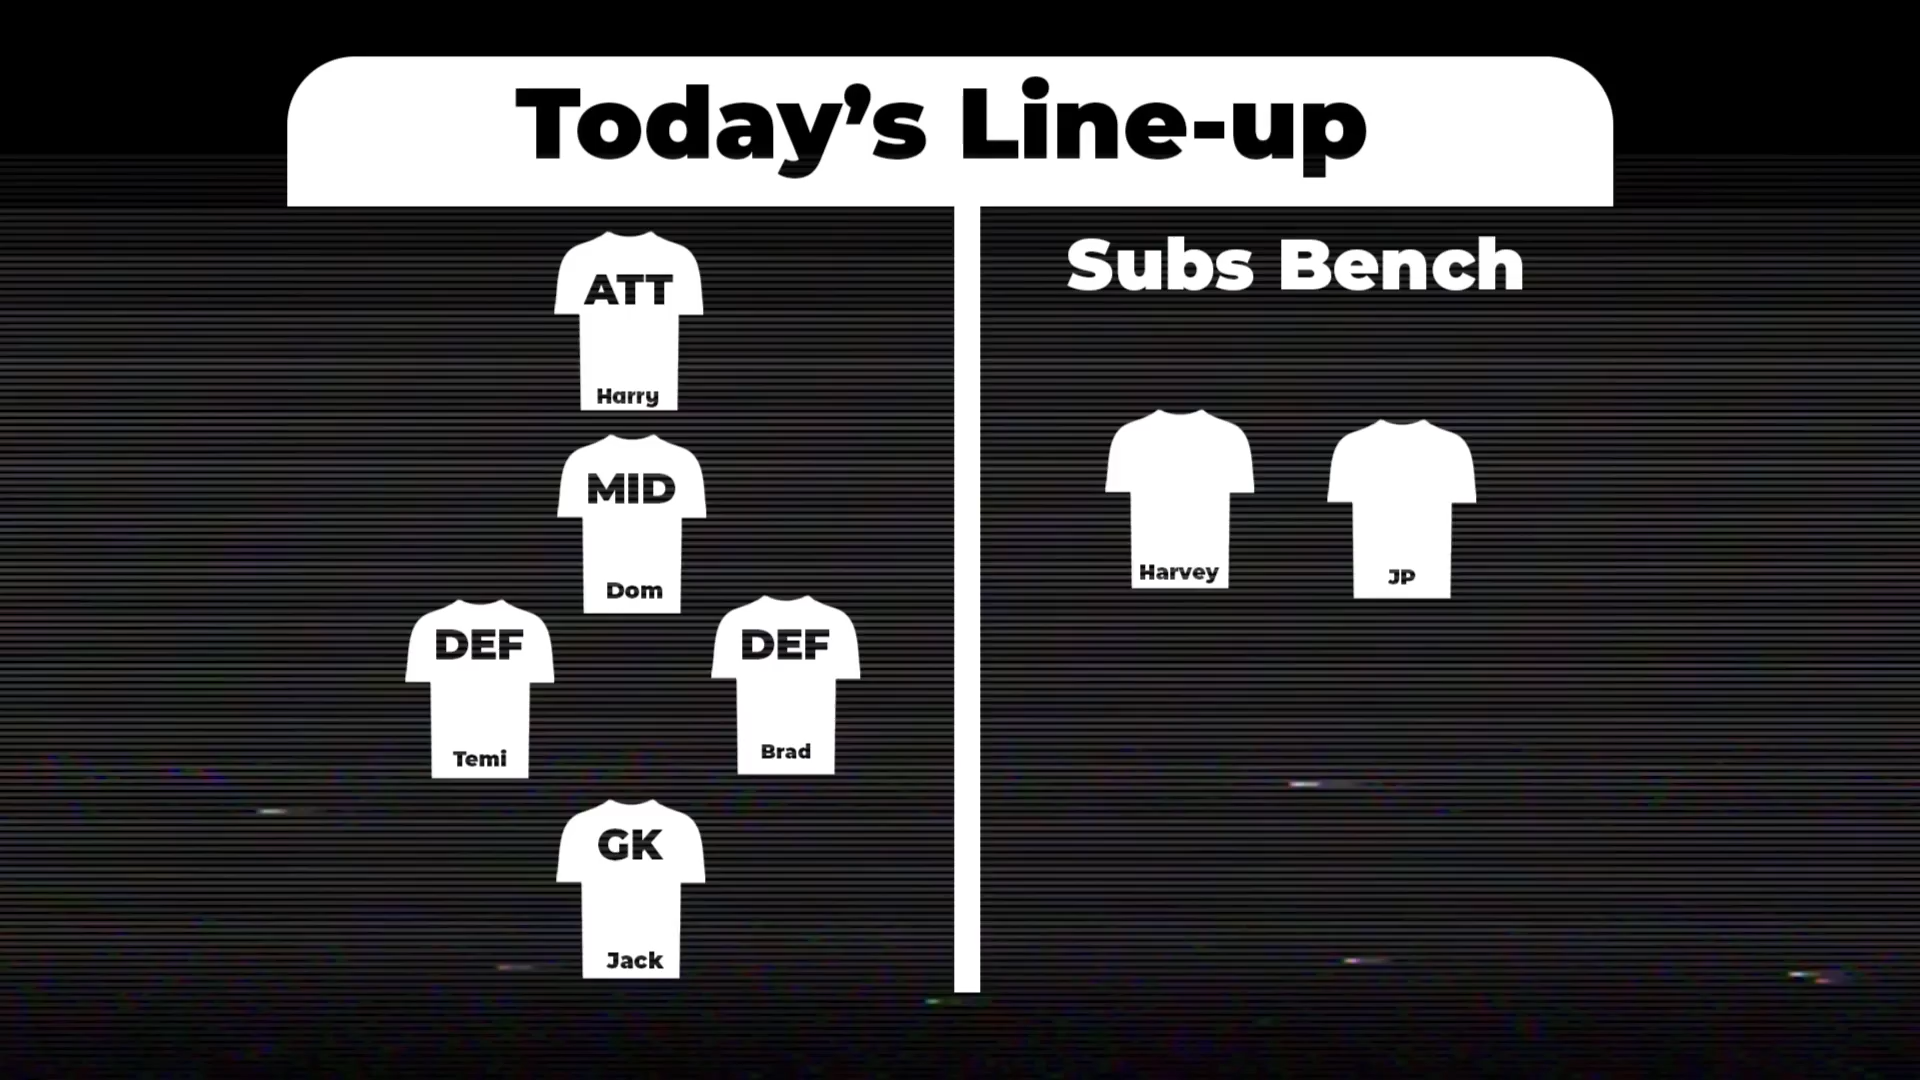 Today’s Line-up
ATT
Harry
MID
Dom
DEF
Temi
DEF
Brad
GK
Jack
Subs Bench
Harvey
JP